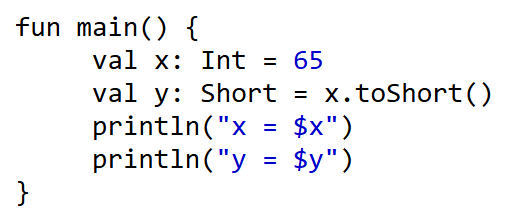 fun main() {
     val x: Int = 65
     val y: Short = x.toShort()
     println("x = $x")
     println("y = $y")
}